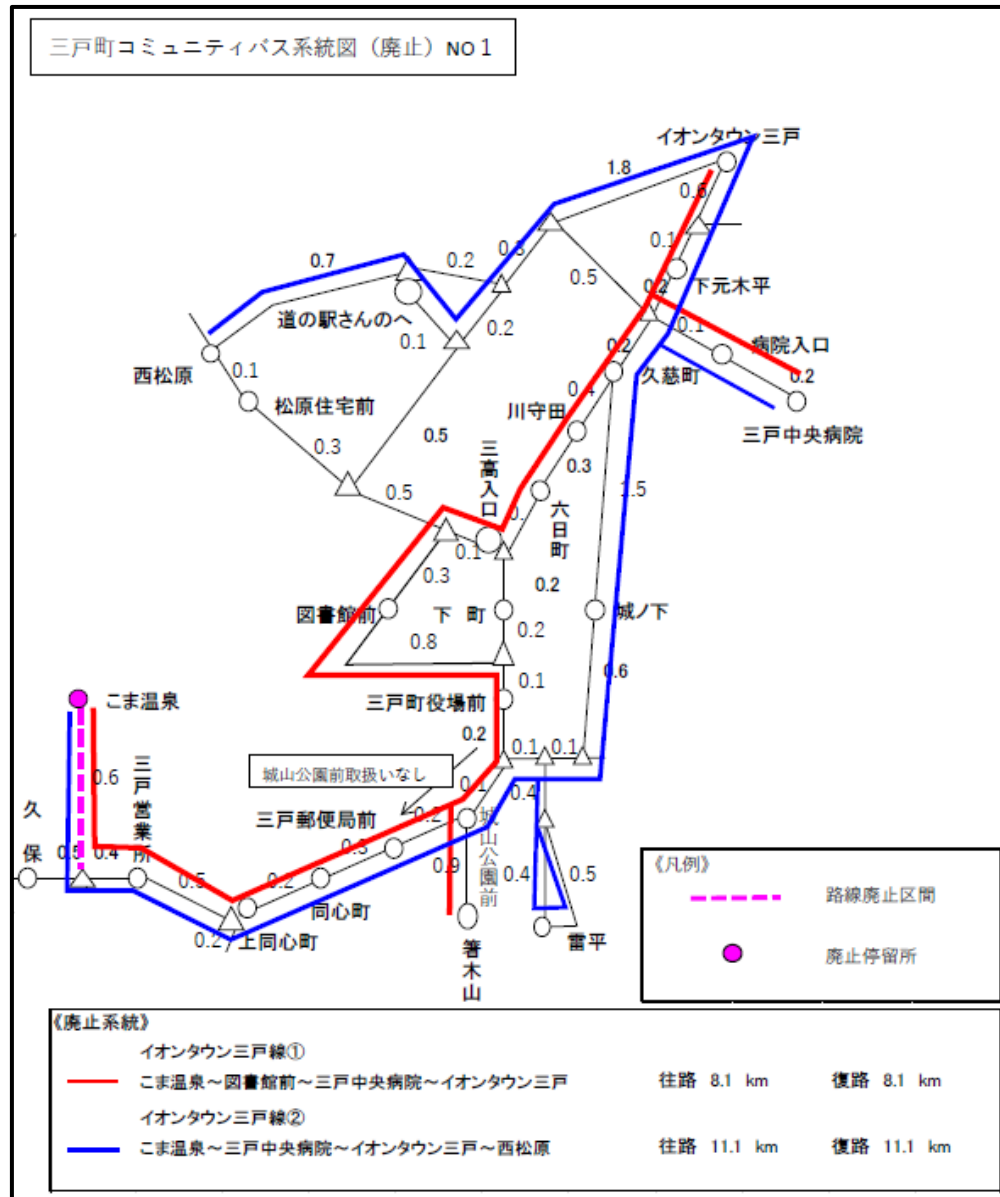 三戸町コミュニティバス系統図（廃止）NO 1
イオンタウン三戸
1.8
0.6
0.1
0.7
0.2
0.5
下元木平
0.2
道の駅さんのへ
0.2
0.1
0.1
病院入口
西松原
0.1
0.2
久慈町
0.2
松原住宅前
川守田
三戸中央病院
0.5
三高入口
0.3
0.3
0.5
1.5
六日町
0.1
0.3
0.2
図書館前
下 町
城ノ下
0.2
0.8
0.6
0.1
こま温泉
三戸町役場前
0.2
0.1
0.1
城山公園前取扱いなし
0.6
三戸営業所
0.1
0.4
久保
三戸郵便局前
0.2
城山公園前
0.5
0.4
0.3
0.9
0.4
0.5
0.5
0.2
同心町
0.2
上同心町
箸木山
雷平
《凡例》
路線廃止区間
廃止停留所
《廃止系統》
イオンタウン三戸線①
こま温泉～図書館前～三戸中央病院～イオンタウン三戸 往路 8.1 km 復路 8.1 km
イオンタウン三戸線②
こま温泉～三戸中央病院～イオンタウン三戸～西松原 往路 11.1 km 復路 11.1 km